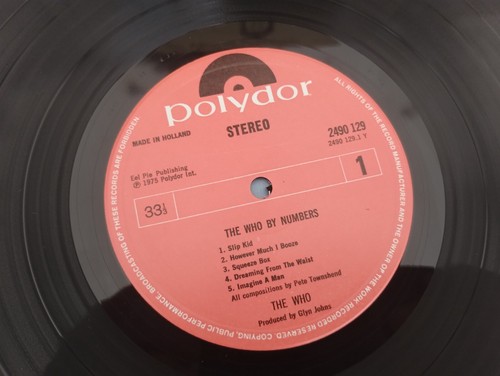 polydor
MADE IN HOLLAND
STEREO
2490 129
2490 129.1 Y
Eel Pie Publishing
℗ 1975 Polydor Int.
33⅓
1
THE WHO BY NUMBERS
1. Slip Kid
2. However Much I Booze
3. Squeeze Box
4. Dreaming From The Waist
5. Imagine A Man
All compositions by Pete Townshend
THE WHO
Produced by Glyn Johns
ALL RIGHTS OF THE RECORD MANUFACTURER AND THE OWNER OF THE WORK RESERVED. COPYING, PUBLIC PERFORMANCE, BROADCASTING OF THESE RECORDS ARE FORBIDDEN